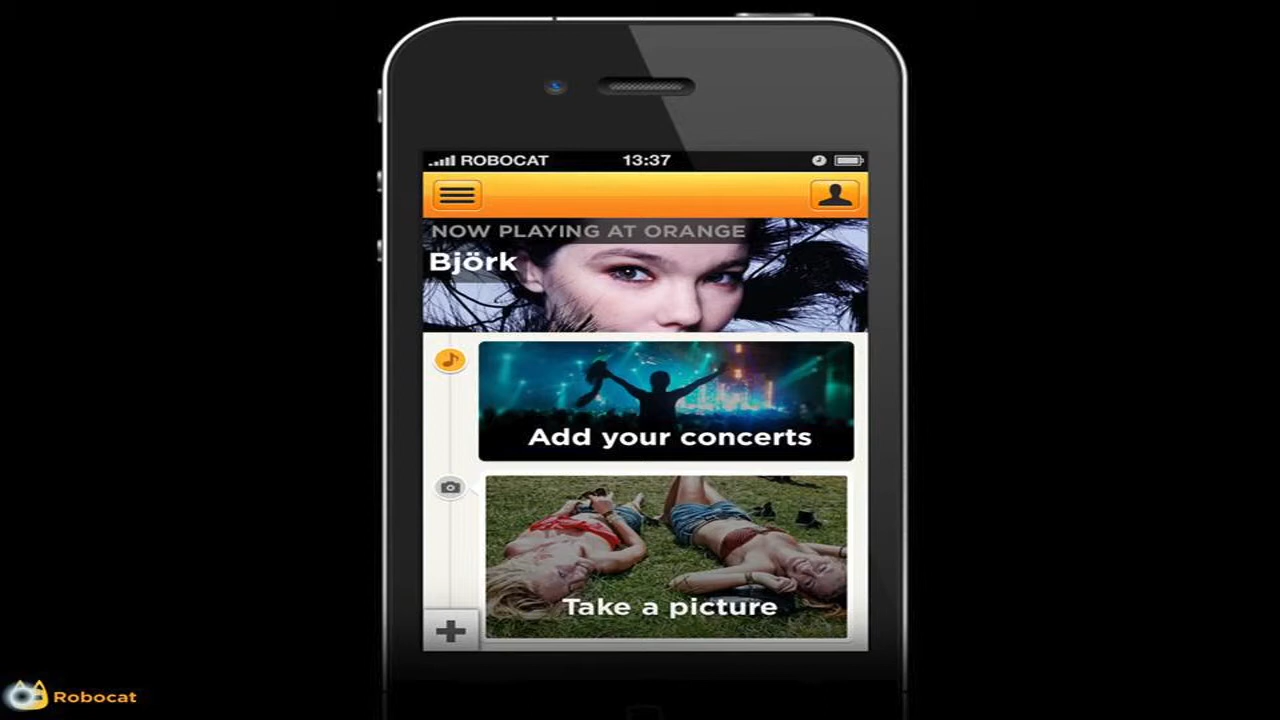 ROBOCAT
13:37
NOW PLAYING AT ORANGE
Björk
Add your concerts
Take a picture
Robocat